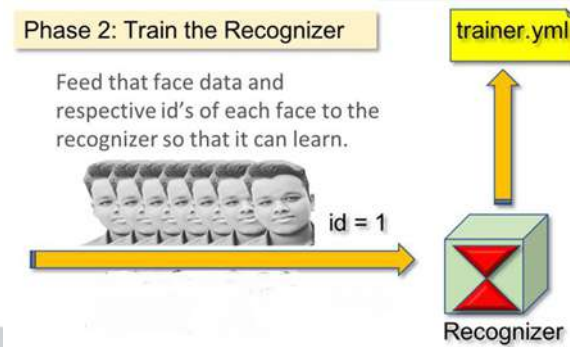 Phase 2: Train the Recognizer
trainer.yml
Feed that face data and
respective id's of each face to the
recognizer so that it can learn.
id = 1
Recognizer